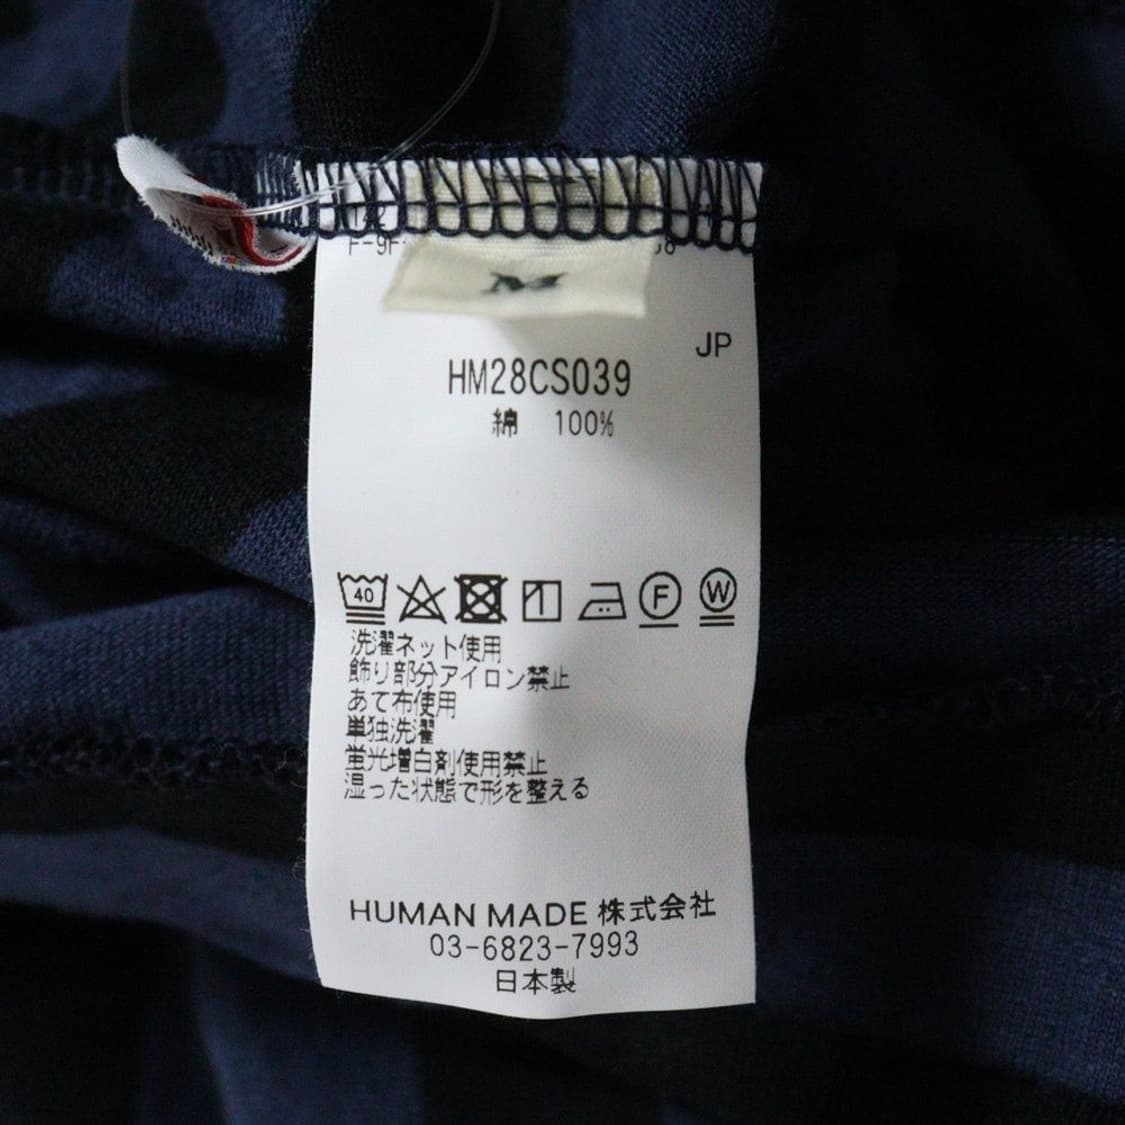 M
JP
HM28CS039
綿 100%
40
F
W
洗濯ネット使用
飾り部分アイロン禁止
あて布使用
単独洗濯
蛍光増白剤使用禁止
湿った状態で形を整える
HUMAN MADE 株式会社
03-6823-7993
日本製